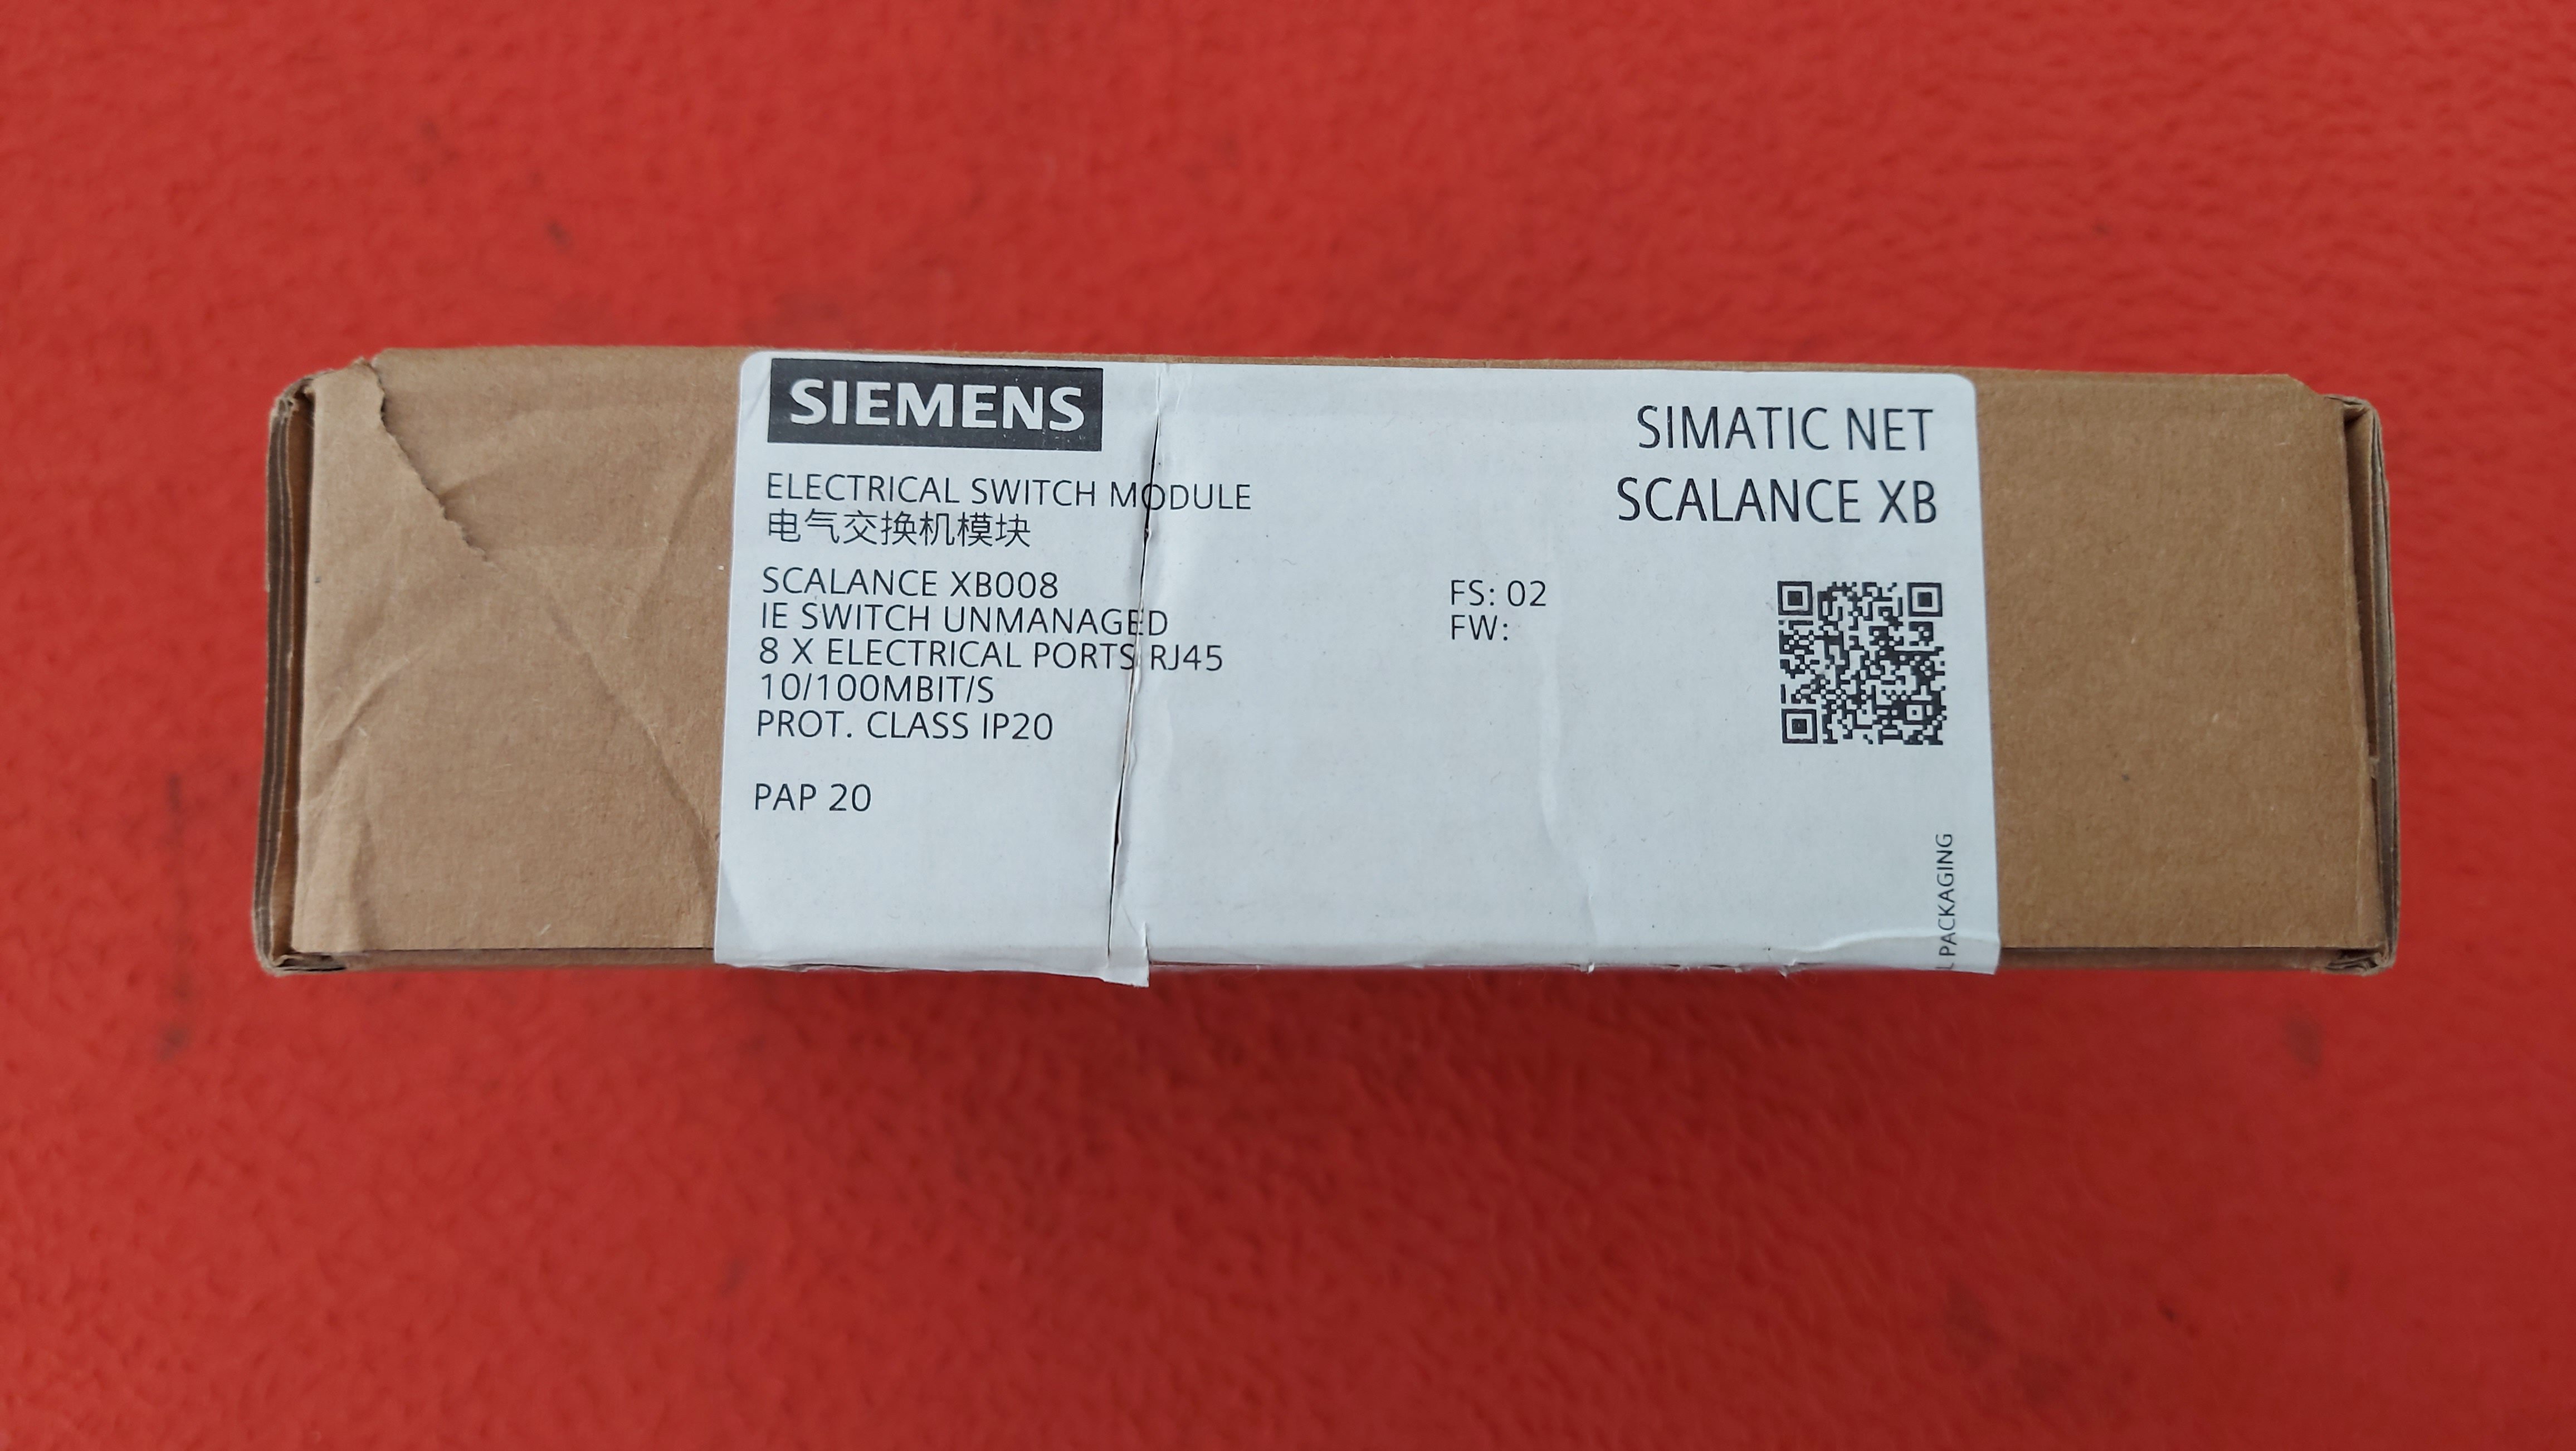 SIEMENS
ELECTRICAL SWITCH MODULE
电气交换机模块
SCALANCE XB008
IE SWITCH UNMANAGED
8 X ELECTRICAL PORTS RJ45
10/100MBIT/S
PROT. CLASS IP20
PAP 20
FS: 02
FW:
SIMATIC NET
SCALANCE XB
PACKAGING